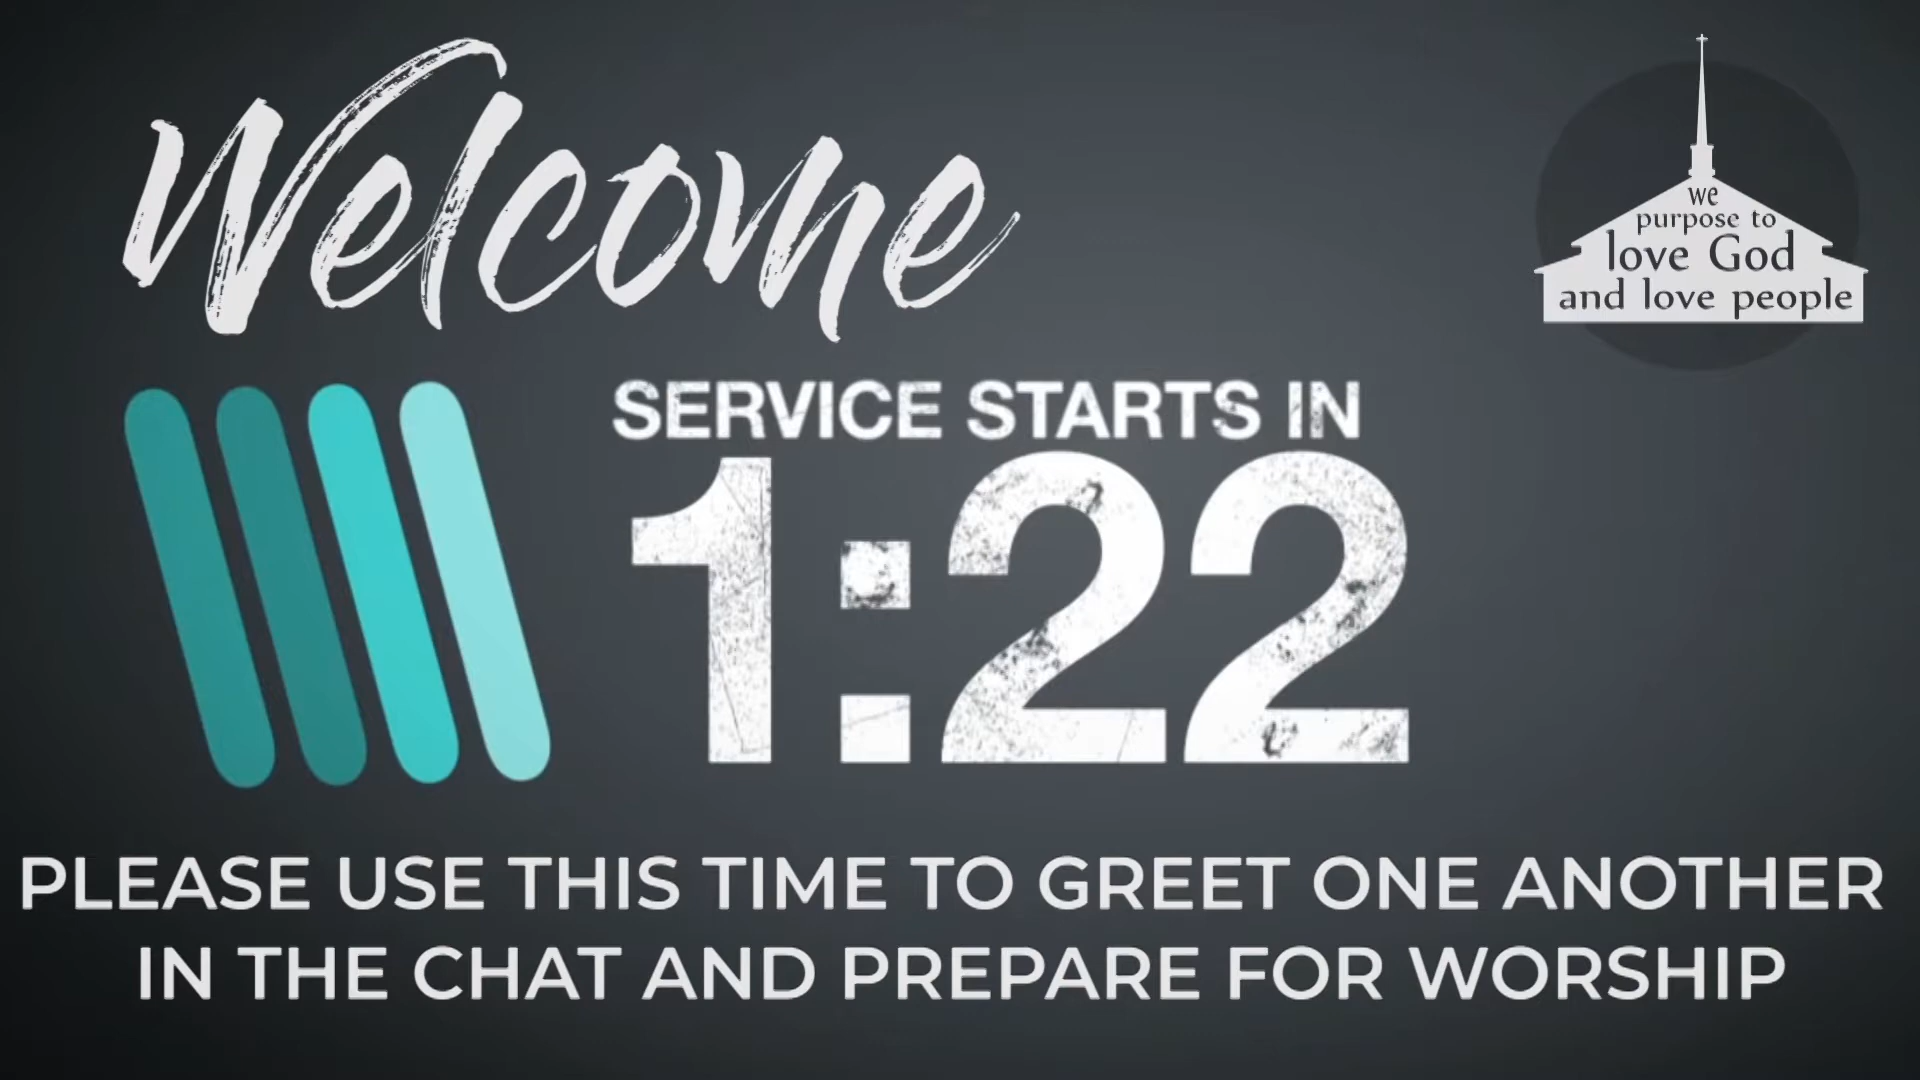 Welcome
we
purpose to
love God
and love people
SERVICE STARTS IN
1:22
PLEASE USE THIS TIME TO GREET ONE ANOTHER
IN THE CHAT AND PREPARE FOR WORSHIP